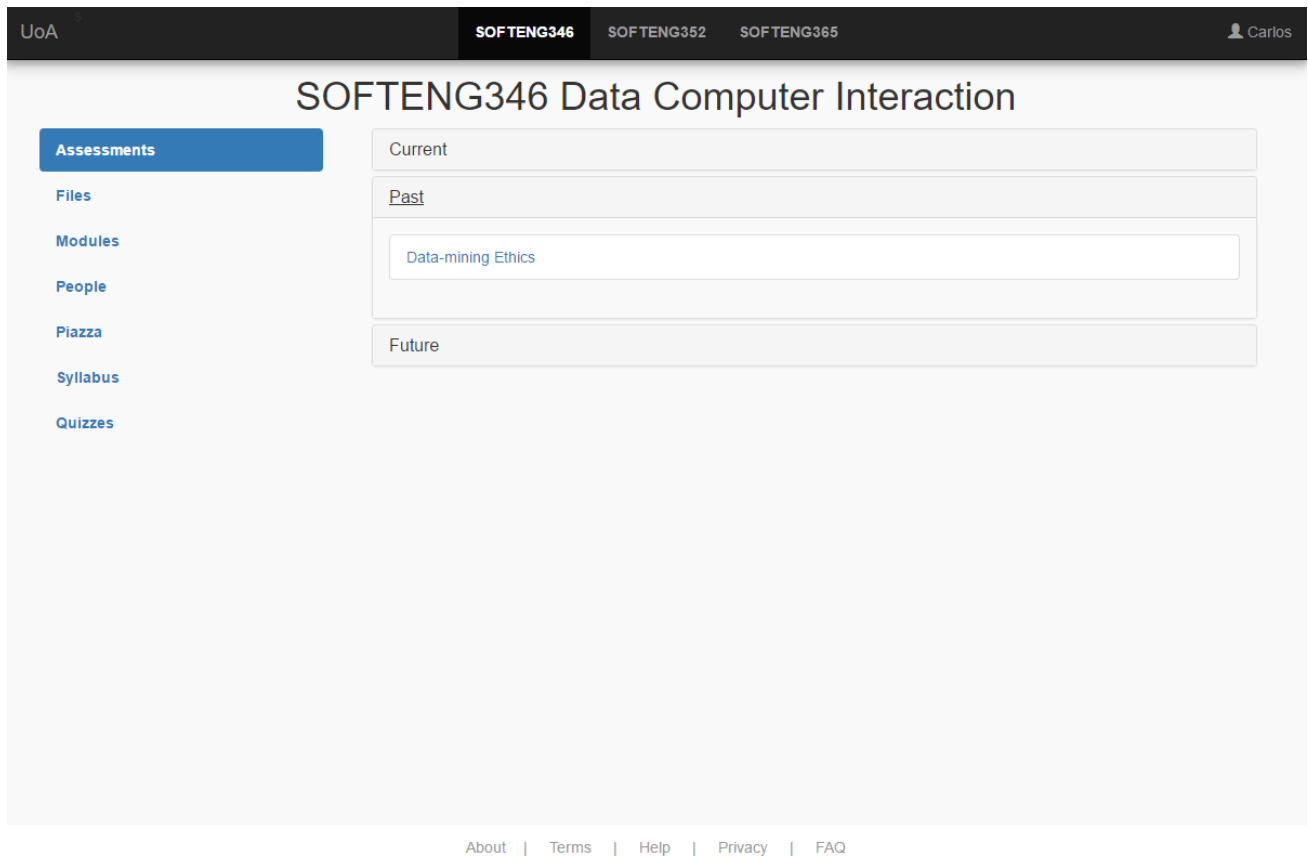 UoA s SOFTENG346 SOFTENG352 SOFTENG365 Carlos
SOFTENG346 Data Computer Interaction
Assessments
Files
Modules
People
Piazza
Syllabus
Quizzes
Current
Past
Data-mining Ethics
Future
About | Terms | Help | Privacy | FAQ